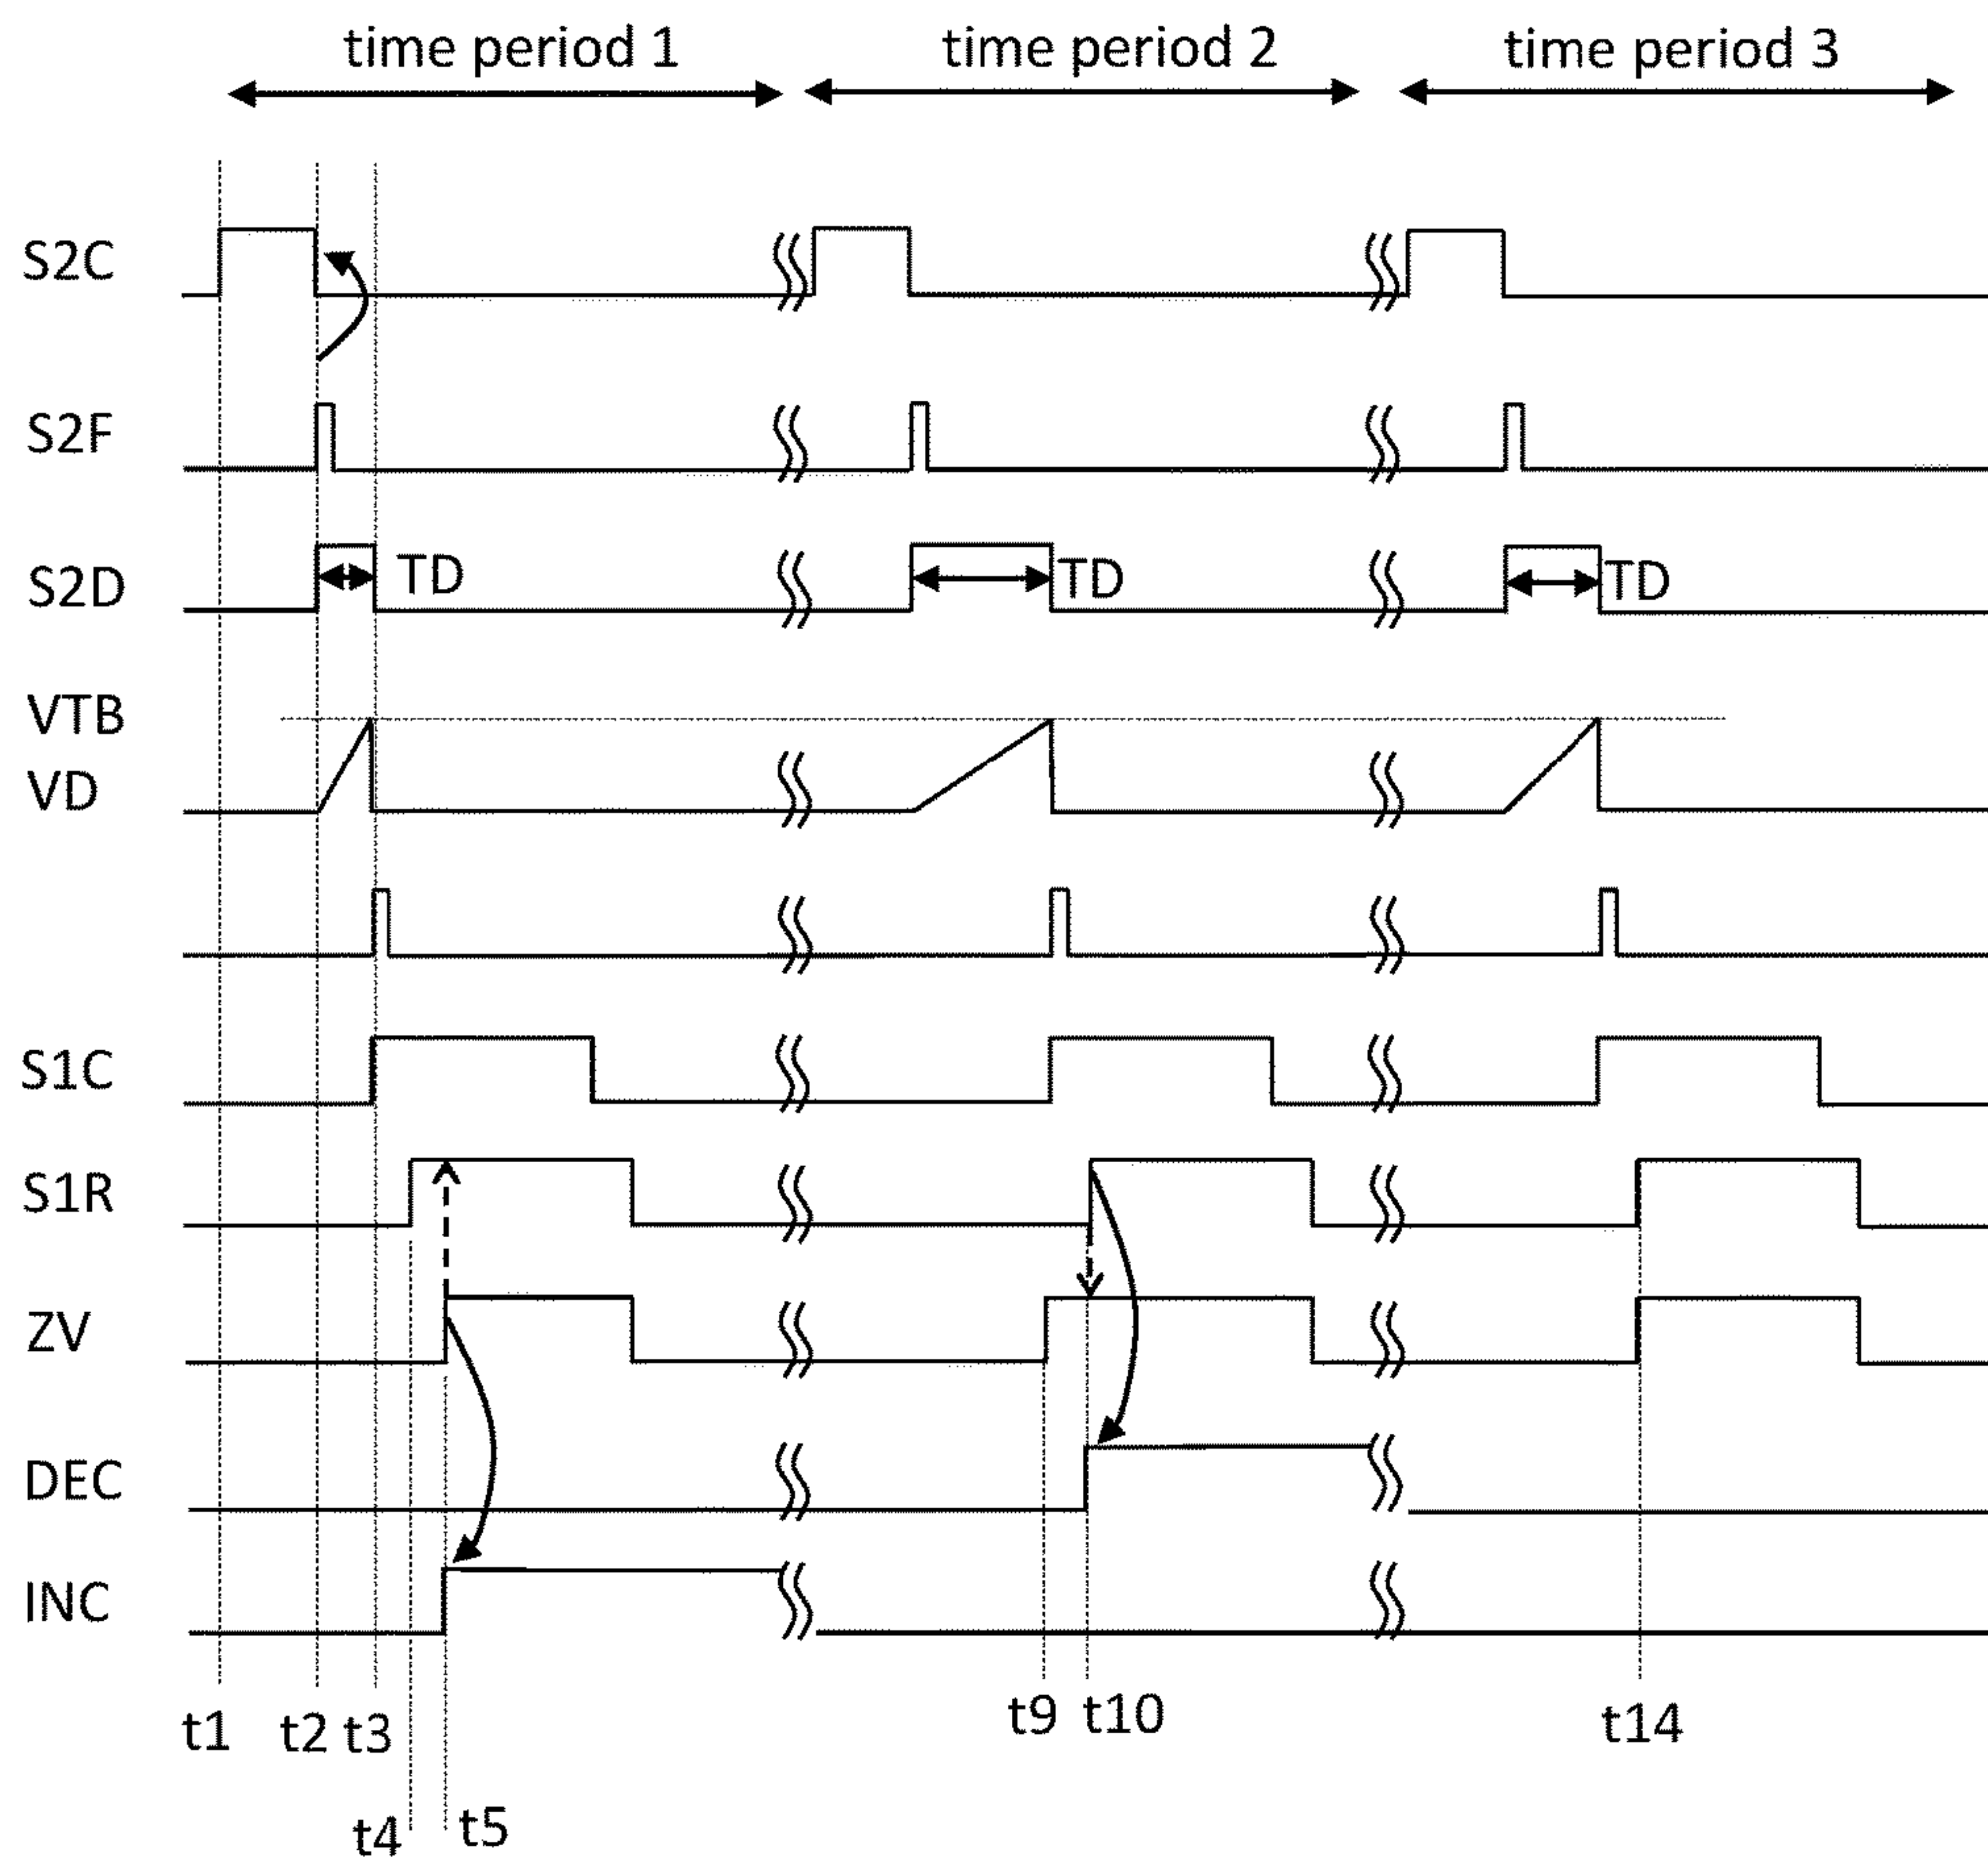 time period 1 time period 2 time period 3
S2C
S2F
S2D TD TD TD
VTB
VD
S1C
S1R
ZV
DEC
INC
t1 t2 t3 t9 t10 t14
t4 t5